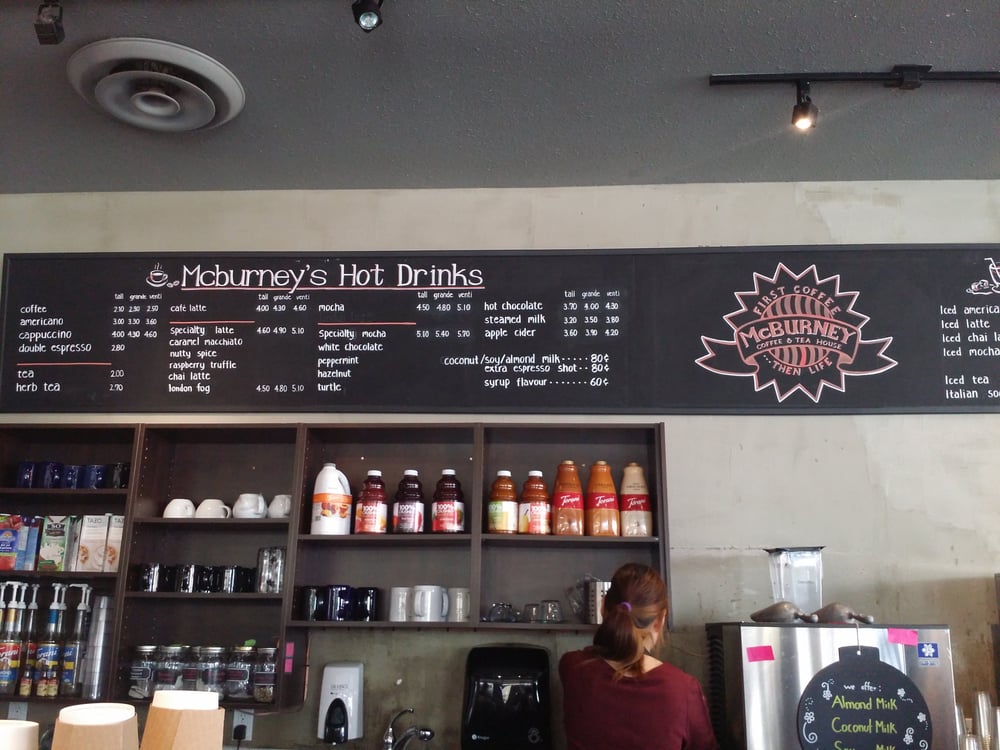 Mcburney's Hot Drinks
tall grande venti
coffee 2.10 2.30 2.50
americano 3.00 3.30 3.60
cappuccino 4.00 4.30 4.60
double espresso 2.80
tea 2.00
herb tea 2.70
tall grande venti
café latte 4.00 4.30 4.60
specialty latte 4.60 4.90 5.10
caramel macchiato
nutty spice
raspberry truffle
chai latte
london fog 4.50 4.80 5.10
tall grande venti
mocha 4.50 4.80 5.10
specialty mocha 5.10 5.40 5.70
white chocolate
peppermint
hazelnut
turtle
tall grande venti
hot chocolate 3.70 4.00 4.30
steamed milk 3.20 3.50 3.80
apple cider 3.60 3.90 4.20
coconut/soy/almond milk ····· 80¢
extra espresso shot ·· 80¢
syrup flavour ······· 60¢
FIRST COFFEE
McBURNEY
COFFEE & TEA HOUSE
...THEN LIFE
Iced america
Iced latte
Iced chai la
Iced mocha
Iced tea
Italian so
100%
100%
100%
Torani
Torani
Torani
TAZO
TAZO
we offer:
Almond Milk
Coconut Milk